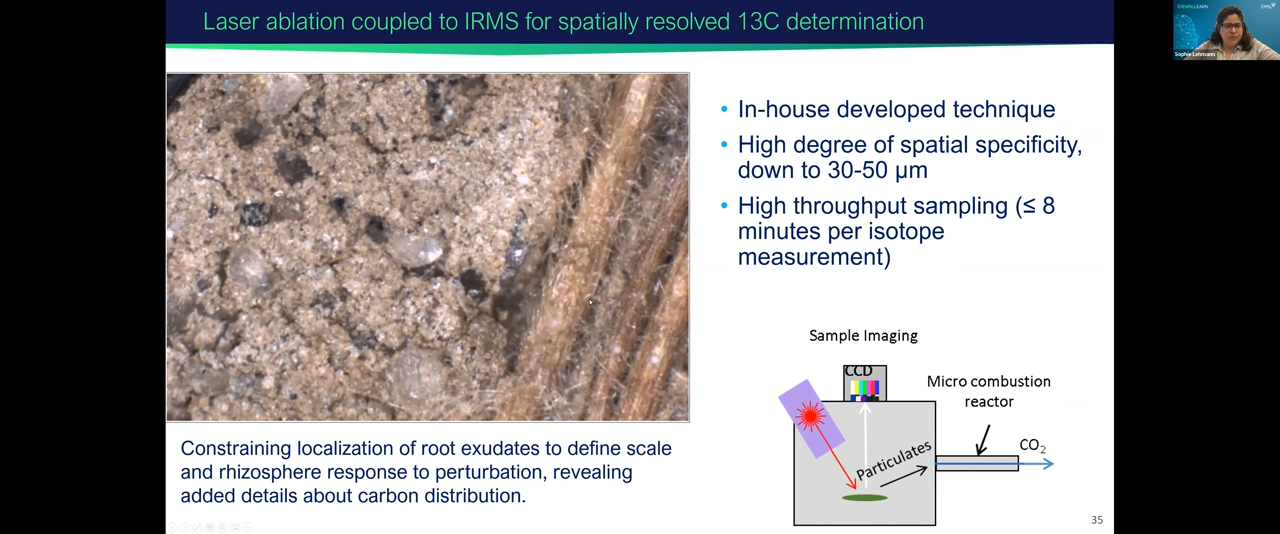 Laser ablation coupled to IRMS for spatially resolved 13C determination
EMSL LEARN
EMSL
Sophie Lehmann
• In-house developed technique
• High degree of spatial specificity,
down to 30-50 µm
• High throughput sampling (≤ 8
minutes per isotope
measurement)
Sample Imaging
CCD
Micro combustion
reactor
CO2
Particulates
Constraining localization of root exudates to define scale
and rhizosphere response to perturbation, revealing
added details about carbon distribution.
35